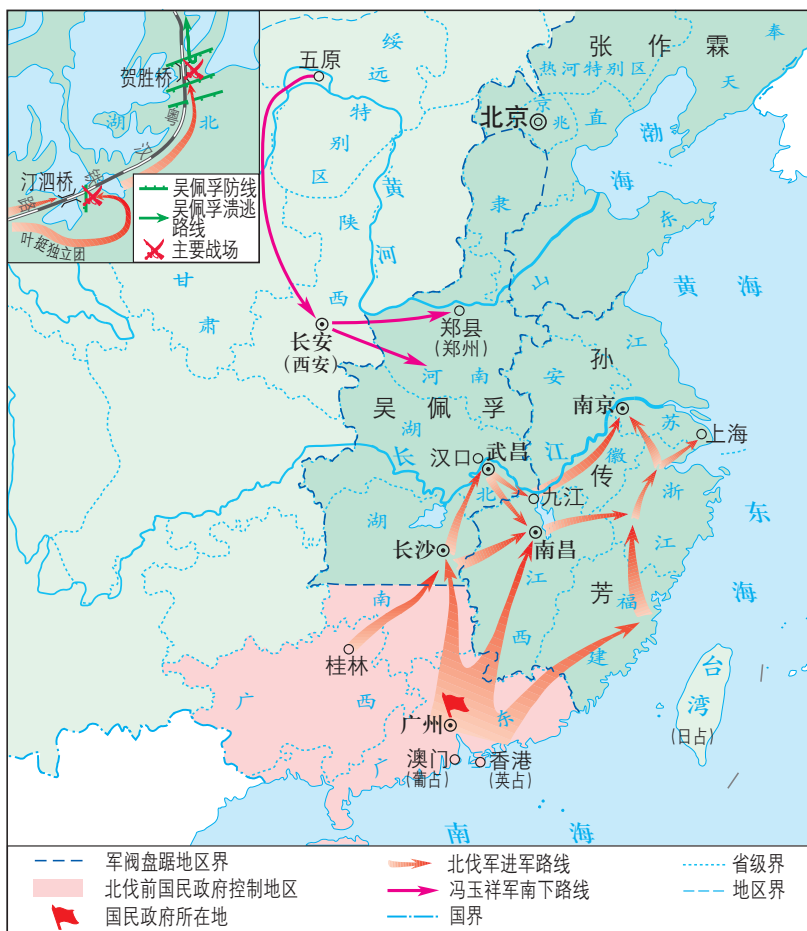 贺胜桥
湖
北
粤
汉
铁
路
汀泗桥
叶挺独立团
吴佩孚防线
吴佩孚溃逃
路线
主要战场
五原
绥
远
特
别
区
张作霖
热河特别区
奉
天
北京
京
兆
直
隶
渤
海
黄
河
陕
西
甘
肃
山
东
黄海
长安
(西安)
郑县
(郑州)
河南
吴佩孚
湖
北
孙
传
芳
江
苏
安
徽
南京
上海
汉口
武昌
长
江
九江
浙
江
东
海
湖
南
长沙
南昌
江
西
福
建
桂林
广
西
广
东
广州
澳门
(葡占)
香港
(英占)
台
湾
(日占)
南海
军阀盘踞地区界
北伐前国民政府控制地区
国民政府所在地
北伐军进军路线
冯玉祥军南下路线
国界
省级界
地区界